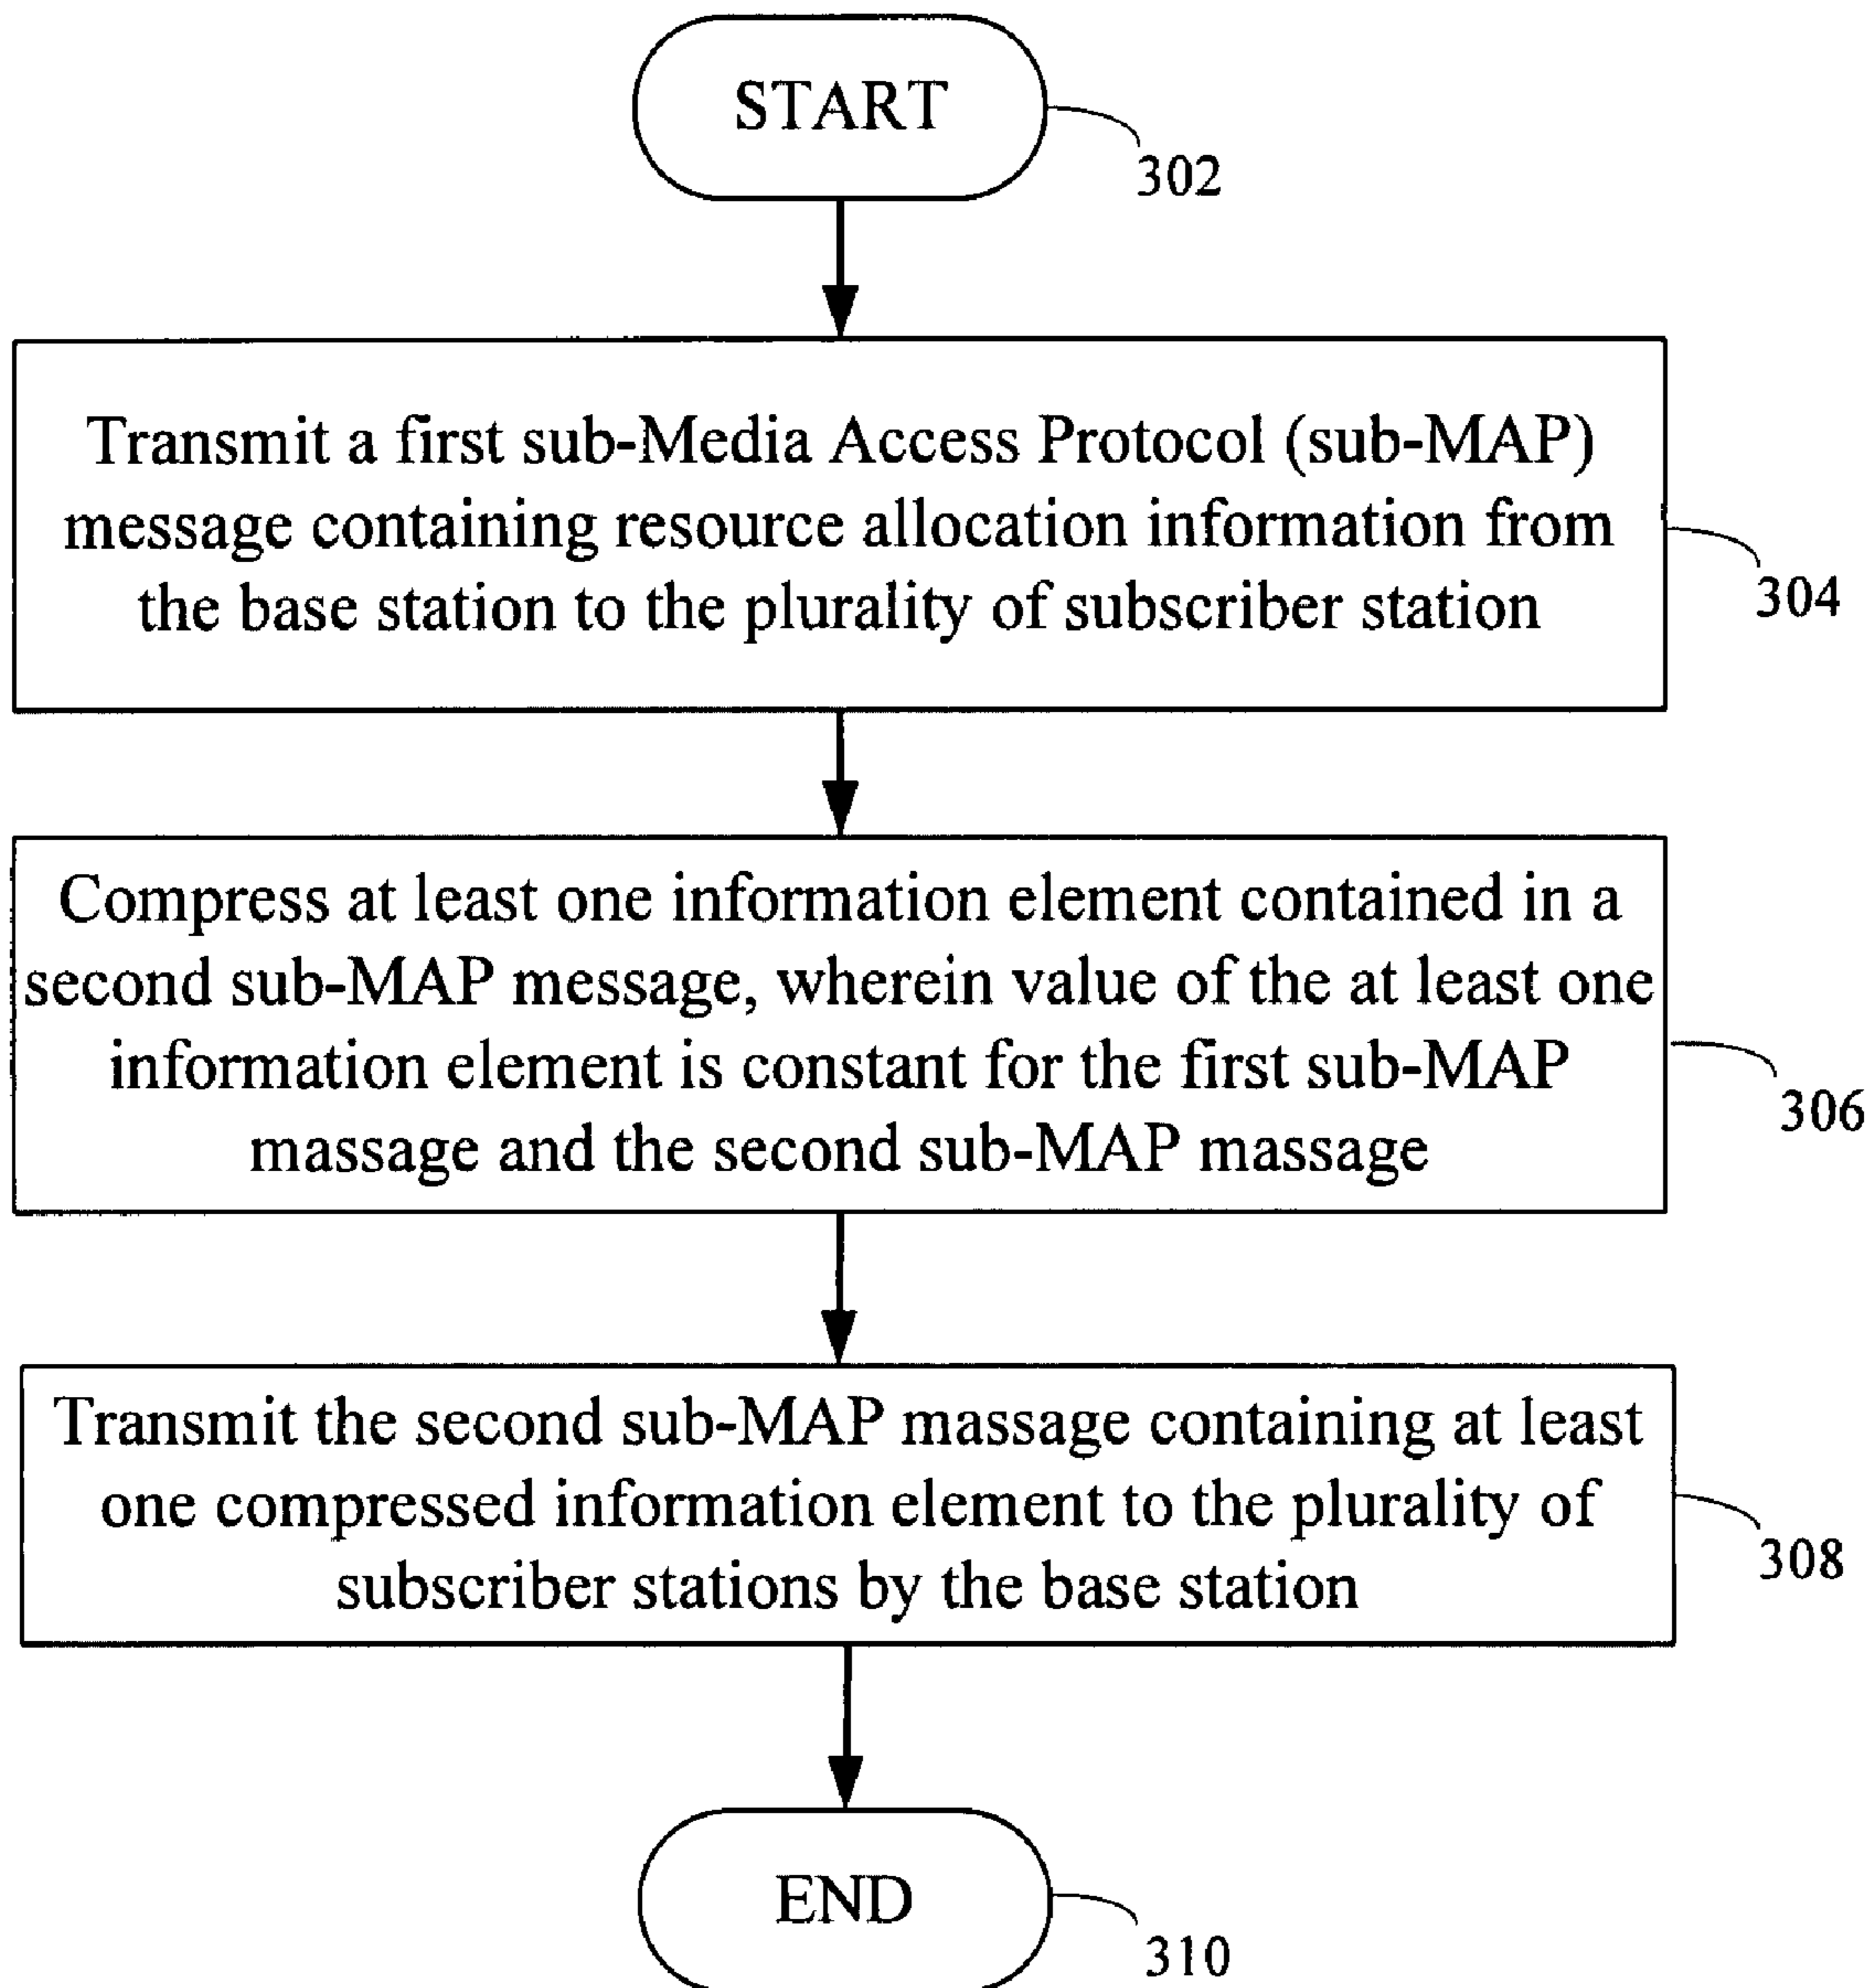 START
302
Transmit a first sub-Media Access Protocol (sub-MAP)
message containing resource allocation information from
the base station to the plurality of subscriber station
304
Compress at least one information element contained in a
second sub-MAP message, wherein value of the at least one
information element is constant for the first sub-MAP
massage and the second sub-MAP massage
306
Transmit the second sub-MAP massage containing at least
one compressed information element to the plurality of
subscriber stations by the base station
308
END
310